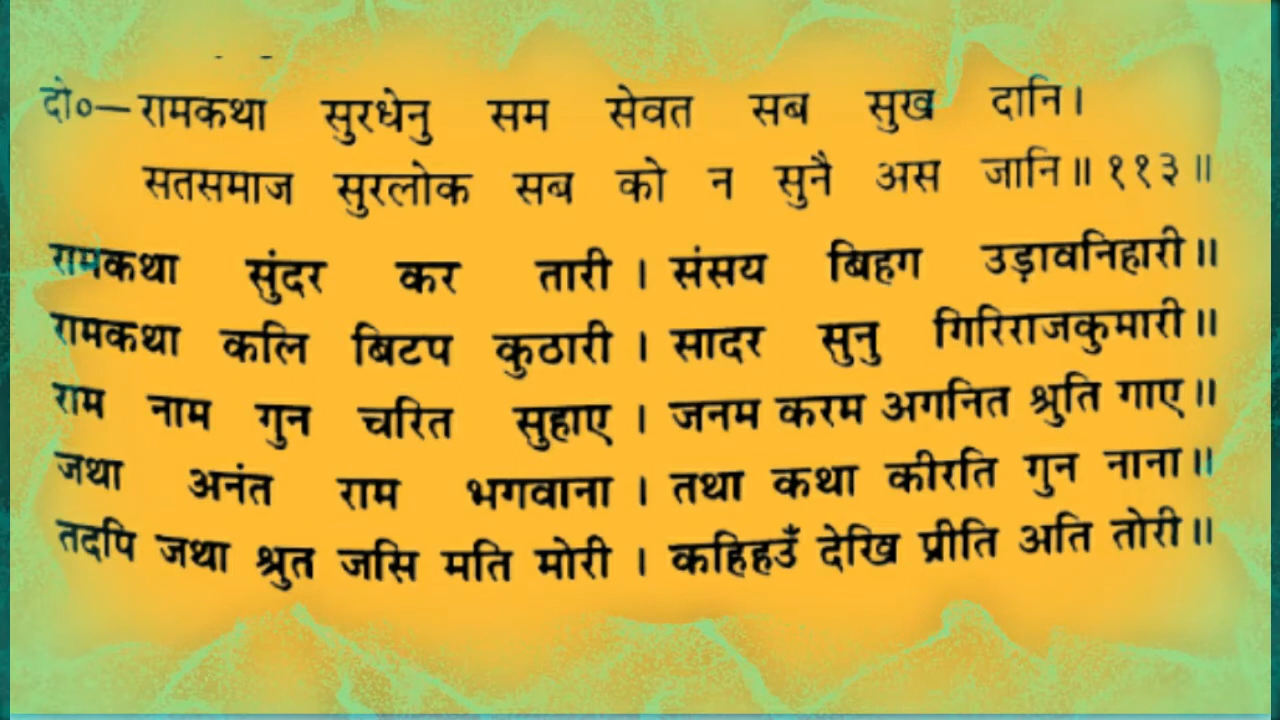 दो०—रामकथा सुरधेनु सम सेवत सब सुख दानि।
सतसमाज सुरलोक सब को न सुनै अस जानि॥ ११३॥
रामकथा सुंदर कर तारी । संसय बिहग उड़ावनिहारी॥
रामकथा कलि बिटप कुठारी । सादर सुनु गिरिराजकुमारी॥
राम नाम गुन चरित सुहाए । जनम करम अगनित श्रुति गाए॥
जथा अनंत राम भगवाना । तथा कथा कीरति गुन नाना॥
तदपि जथा श्रुत जसि मति मोरी । कहिहउँ देखि प्रीति अति तोरी॥